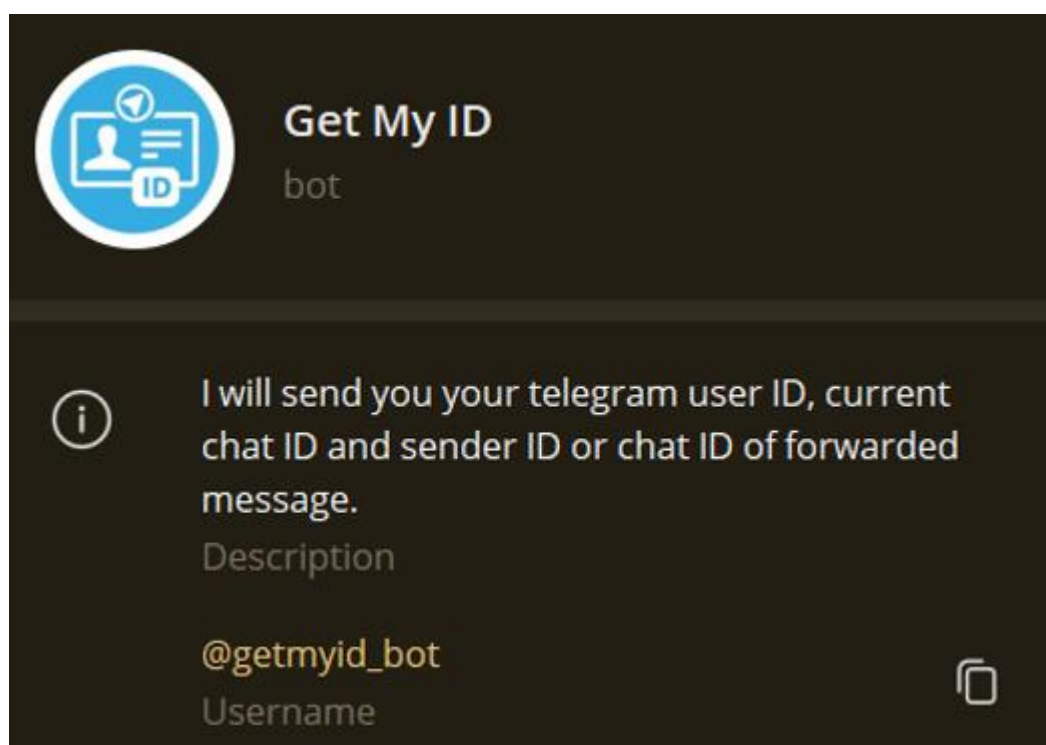 ID
Get My ID
bot
I will send you your telegram user ID, current
chat ID and sender ID or chat ID of forwarded
message.
Description
@getmyid_bot
Username